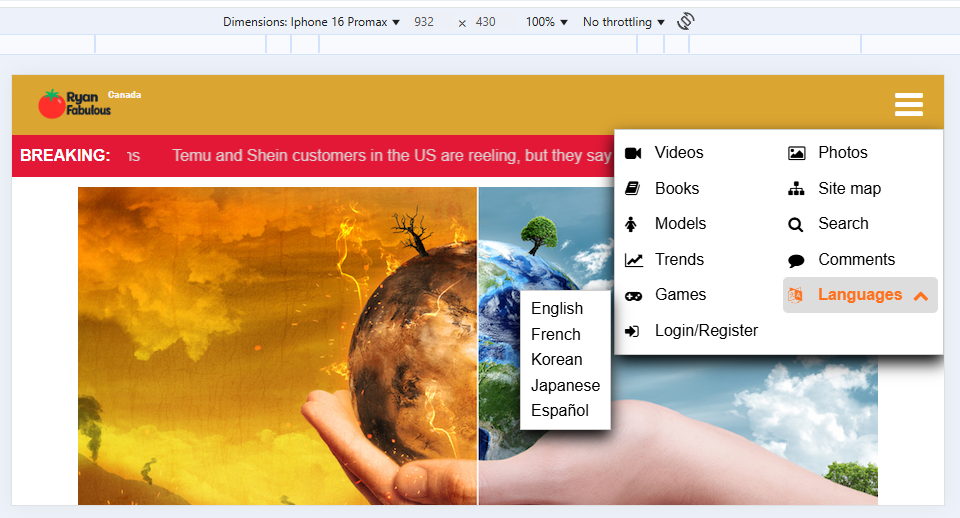 Dimensions: Iphone 16 Promax 932 × 430 100% No throttling
Ryan Canada
Fabulous
BREAKING: ns Temu and Shein customers in the US are reeling, but they say
Videos Photos
Books Site map
Models Search
Trends Comments
Games Languages
Login/Register
English
French
Korean
Japanese
Español